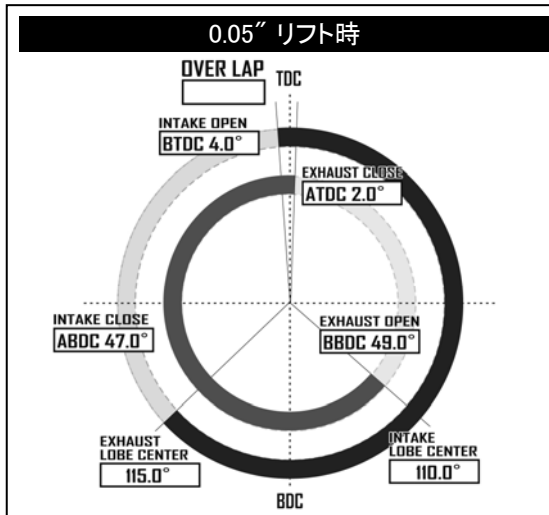 0.05″ リフト時
OVER LAP
TDC
INTAKE OPEN
BTDC 4.0°
EXHAUST CLOSE
ATDC 2.0°
INTAKE CLOSE
ABDC 47.0°
EXHAUST OPEN
BBDC 49.0°
EXHAUST
LOBE CENTER
115.0°
INTAKE
LOBE CENTER
110.0°
BDC